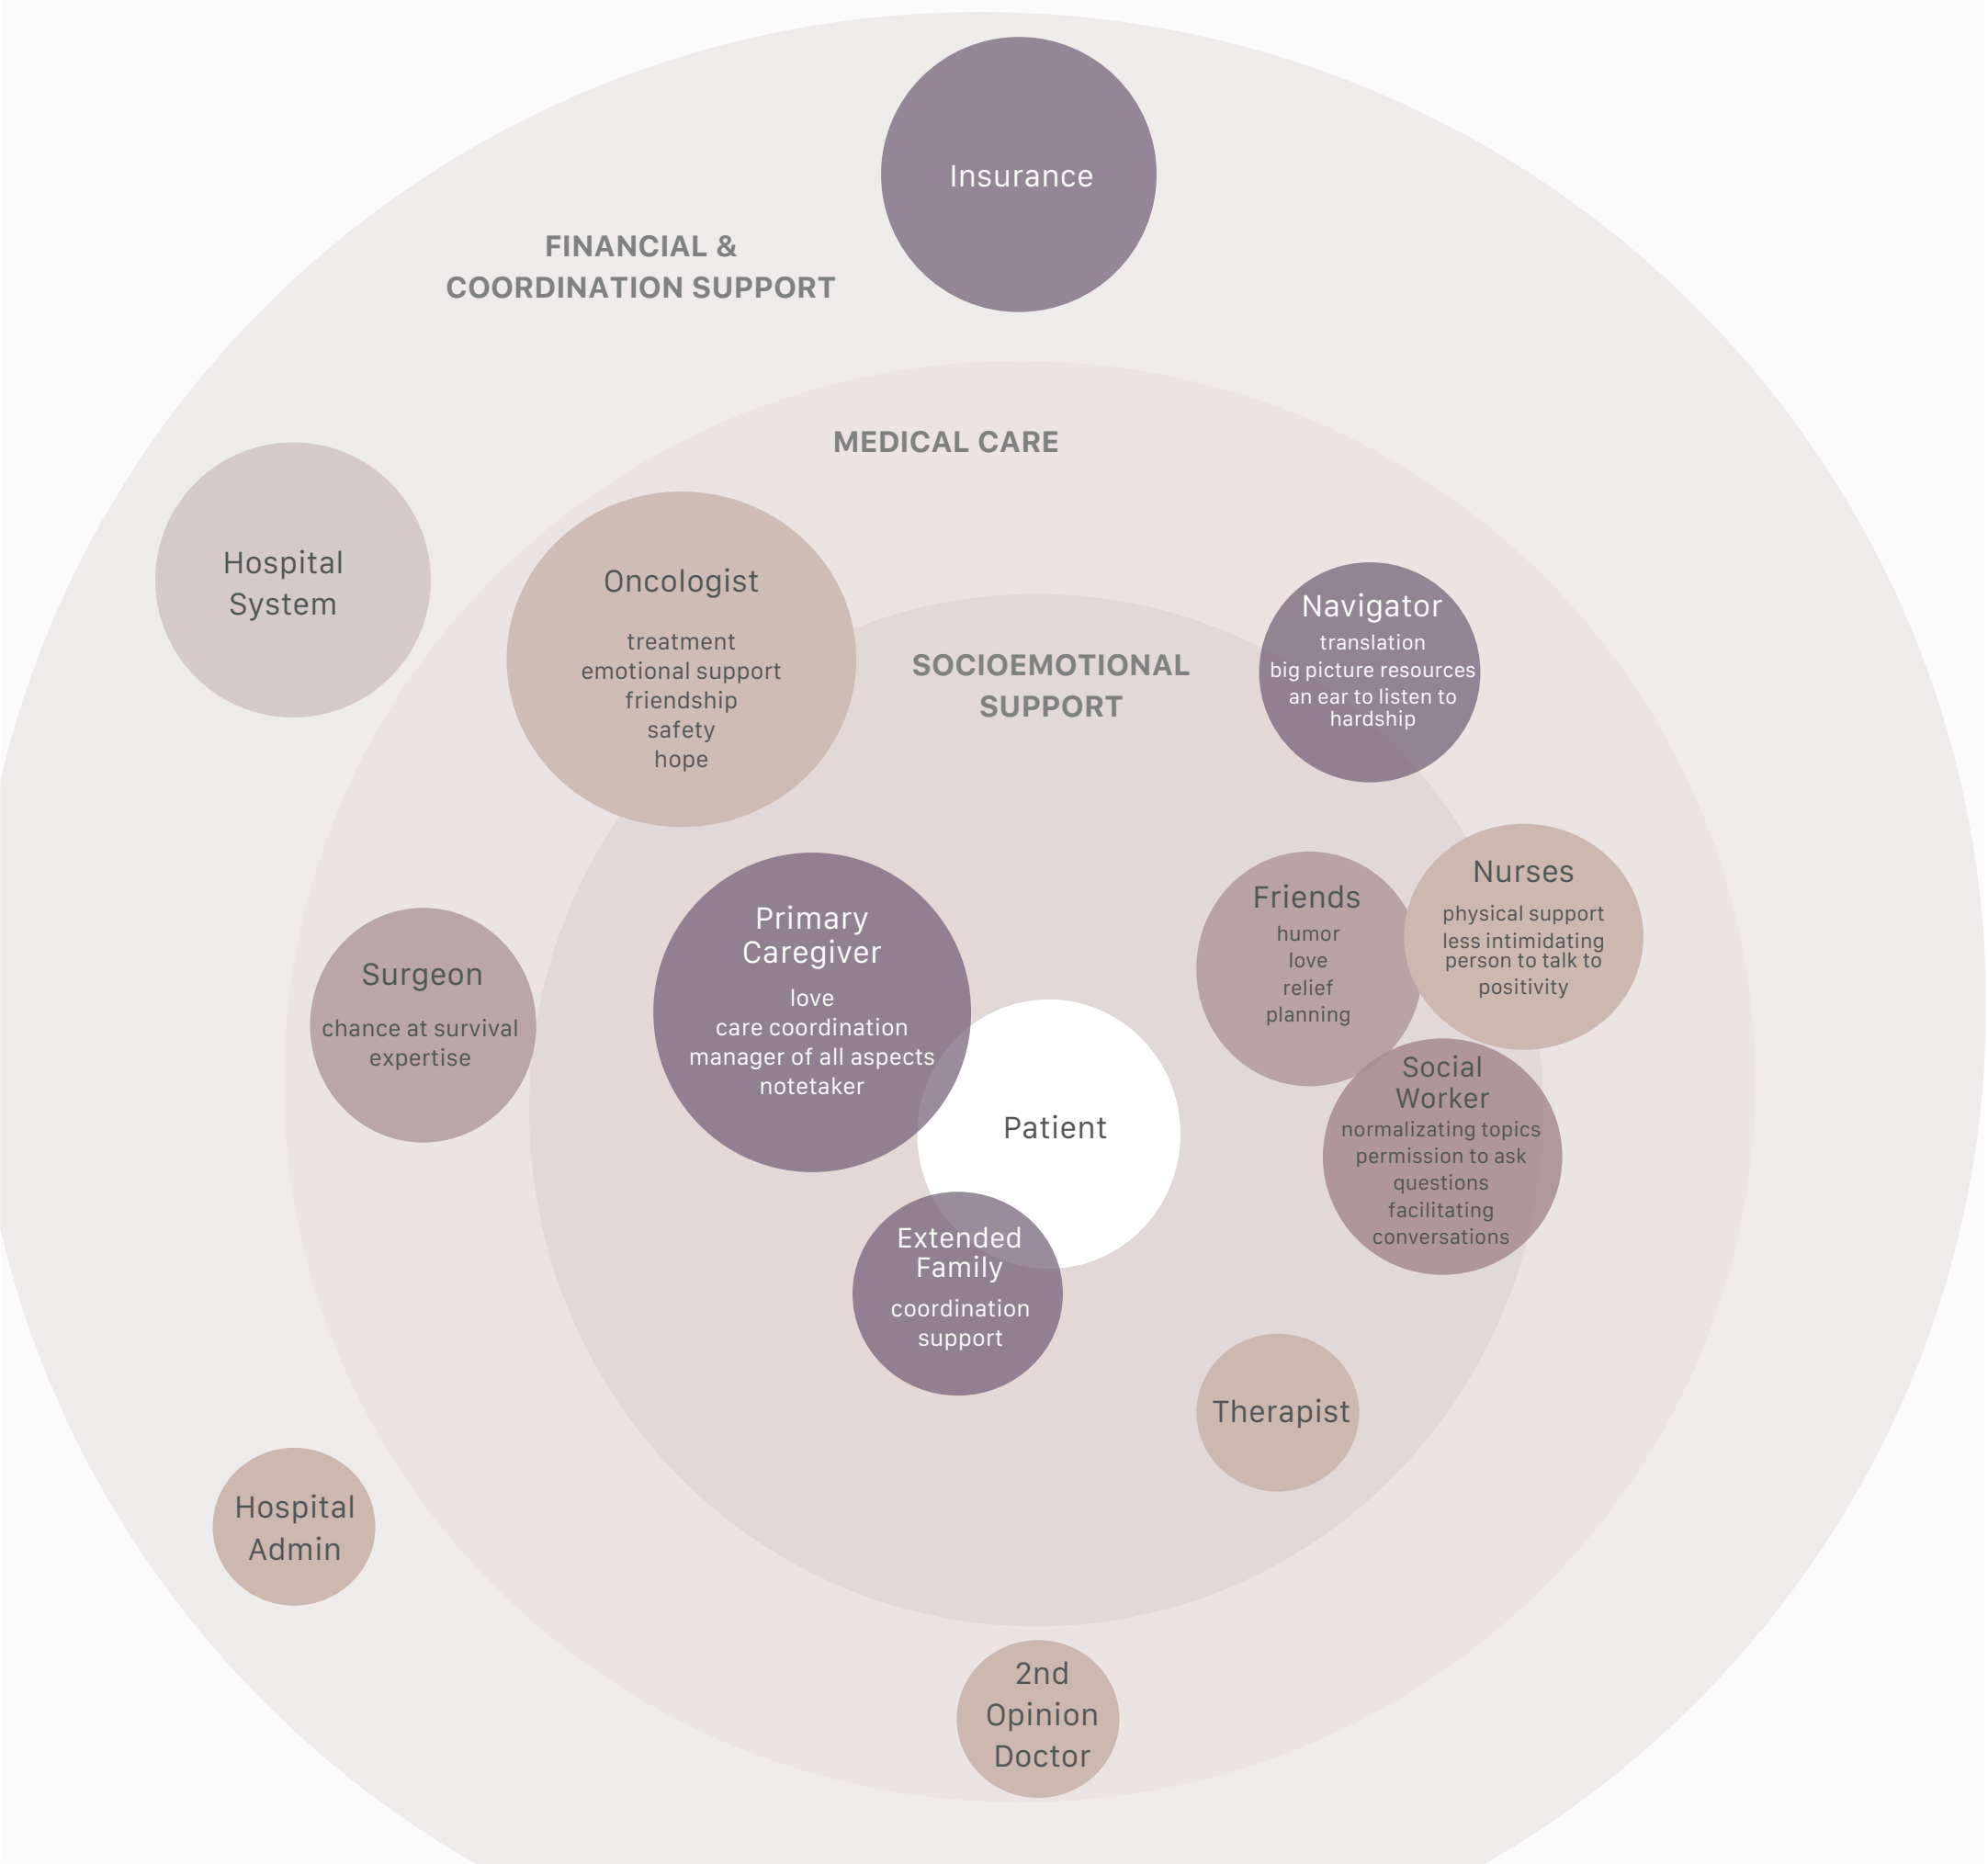 Insurance
FINANCIAL &
COORDINATION SUPPORT
MEDICAL CARE
Hospital
System
Oncologist
treatment
emotional support
friendship
safety
hope
SOCIOEMOTIONAL
SUPPORT
Navigator
translation
big picture resources
an ear to listen to
hardship
Primary
Caregiver
love
care coordination
manager of all aspects
notetaker
Friends
humor
love
relief
planning
Nurses
physical support
less intimidating
person to talk to
positivity
Surgeon
chance at survival
expertise
Patient
Social
Worker
normalizating topics
permission to ask
questions
facilitating
conversations
Extended
Family
coordination
support
Therapist
Hospital
Admin
2nd
Opinion
Doctor